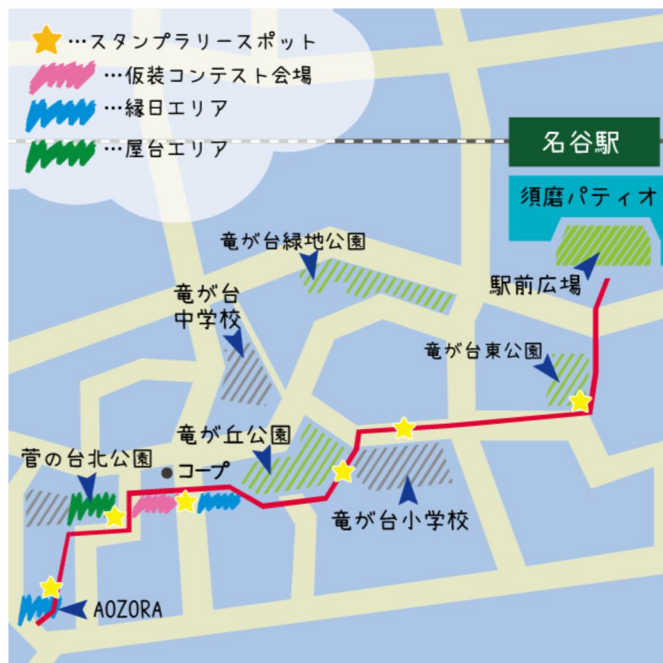 …スタンプラリースポット
…仮装コンテスト会場
…縁日エリア
…屋台エリア
名谷駅
須磨パティオ
駅前広場
竜が台緑地公園
竜が台
中学校
竜が台東公園
竜が丘公園
菅の台北公園
コープ
竜が台小学校
AOZORA